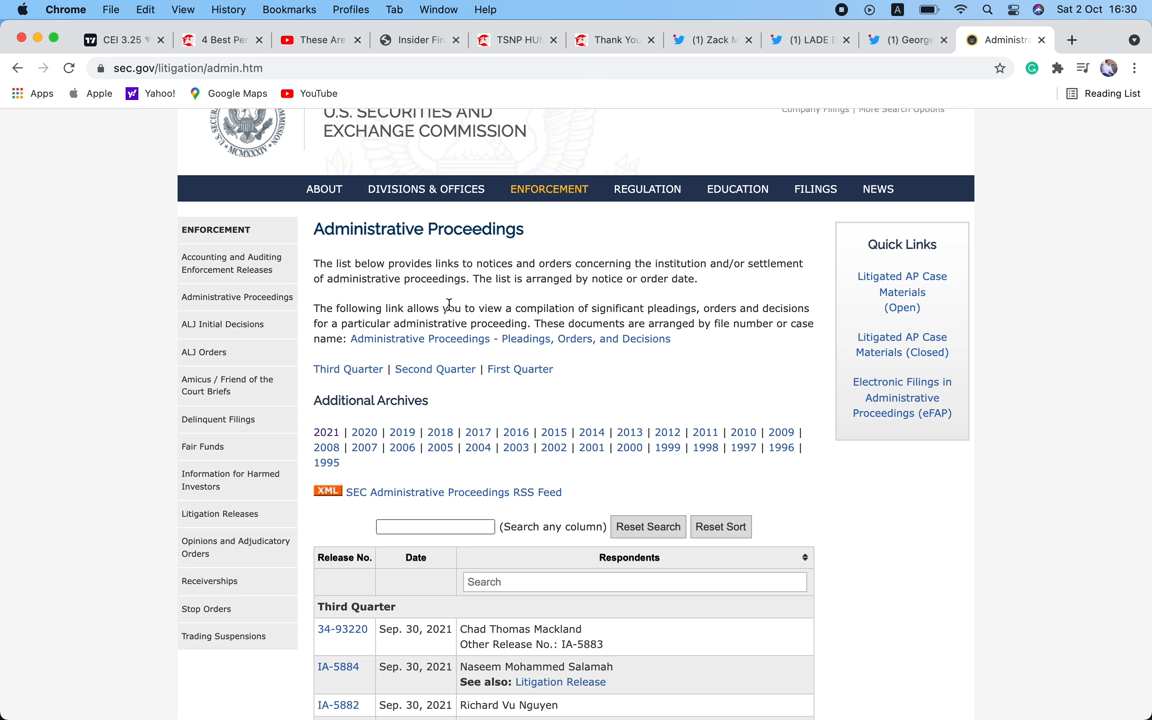 Chrome File Edit View History Bookmarks Profiles Tab Window Help A Sat 2 Oct 16:30
CEI 3.25 4 Best Per These Are Insider Fin TSNP HUM Thank You (1) Zack M (1) LADE B (1) George Administra
sec.gov/litigation/admin.htm
Apps Apple Yahoo! Google Maps YouTube Reading List
U.S. SECURITIES AND
EXCHANGE COMMISSION
Company Filings | More Search Options
ABOUT DIVISIONS & OFFICES ENFORCEMENT REGULATION EDUCATION FILINGS NEWS
ENFORCEMENT
Accounting and Auditing
Enforcement Releases
Administrative Proceedings
ALJ Initial Decisions
ALJ Orders
Amicus / Friend of the
Court Briefs
Delinquent Filings
Fair Funds
Information for Harmed
Investors
Litigation Releases
Opinions and Adjudicatory
Orders
Receiverships
Stop Orders
Trading Suspensions
Administrative Proceedings
The list below provides links to notices and orders concerning the institution and/or settlement
of administrative proceedings. The list is arranged by notice or order date.
The following link allows you to view a compilation of significant pleadings, orders and decisions
for a particular administrative proceeding. These documents are arranged by file number or case
name: Administrative Proceedings - Pleadings, Orders, and Decisions
Third Quarter | Second Quarter | First Quarter
Additional Archives
2021 | 2020 | 2019 | 2018 | 2017 | 2016 | 2015 | 2014 | 2013 | 2012 | 2011 | 2010 | 2009 |
2008 | 2007 | 2006 | 2005 | 2004 | 2003 | 2002 | 2001 | 2000 | 1999 | 1998 | 1997 | 1996 |
1995
XML SEC Administrative Proceedings RSS Feed
(Search any column) Reset Search Reset Sort
Release No. Date Respondents
Search
Third Quarter
34-93220 Sep. 30, 2021 Chad Thomas Mackland
Other Release No.: IA-5883
IA-5884 Sep. 30, 2021 Naseem Mohammed Salamah
See also: Litigation Release
IA-5882 Sep. 30, 2021 Richard Vu Nguyen
Quick Links
Litigated AP Case
Materials
(Open)
Litigated AP Case
Materials (Closed)
Electronic Filings in
Administrative
Proceedings (eFAP)